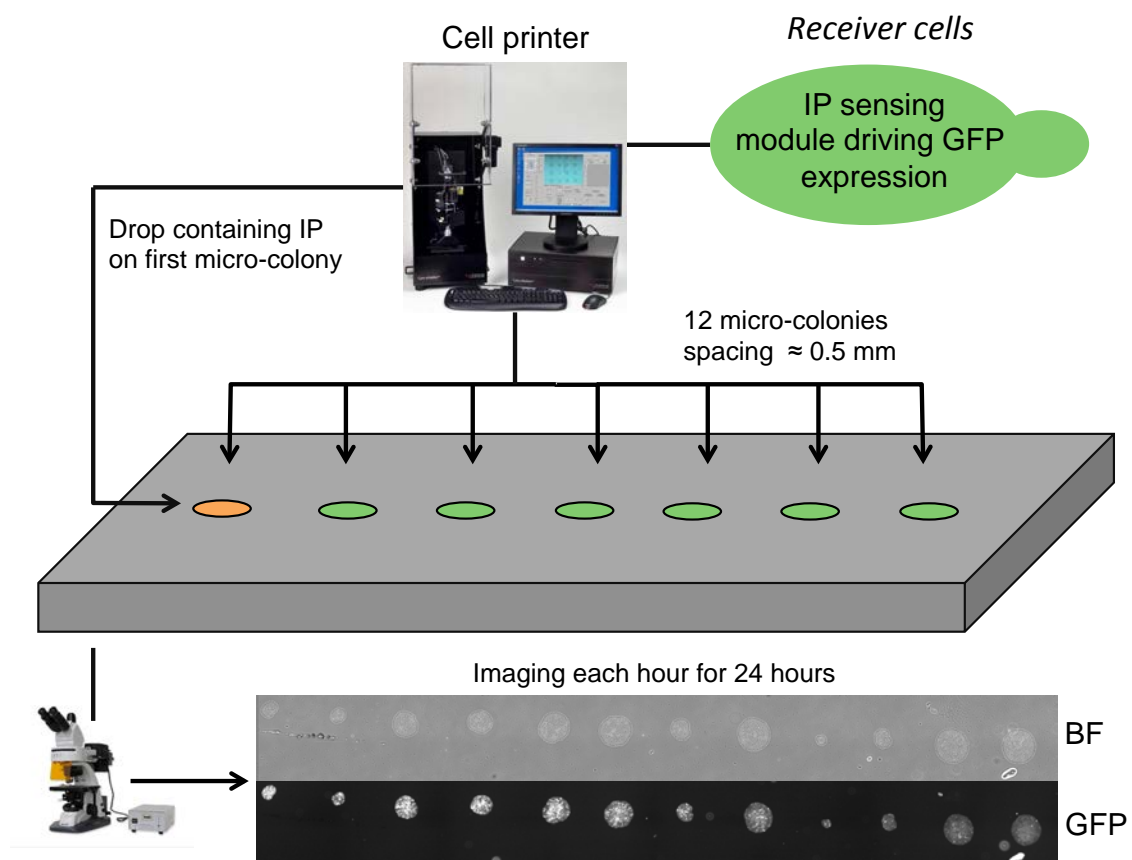 Cell printer
Receiver cells
IP sensing
module driving GFP
expression
Drop containing IP
on first micro-colony
12 micro-colonies
spacing ≈ 0.5 mm
Imaging each hour for 24 hours
BF
GFP